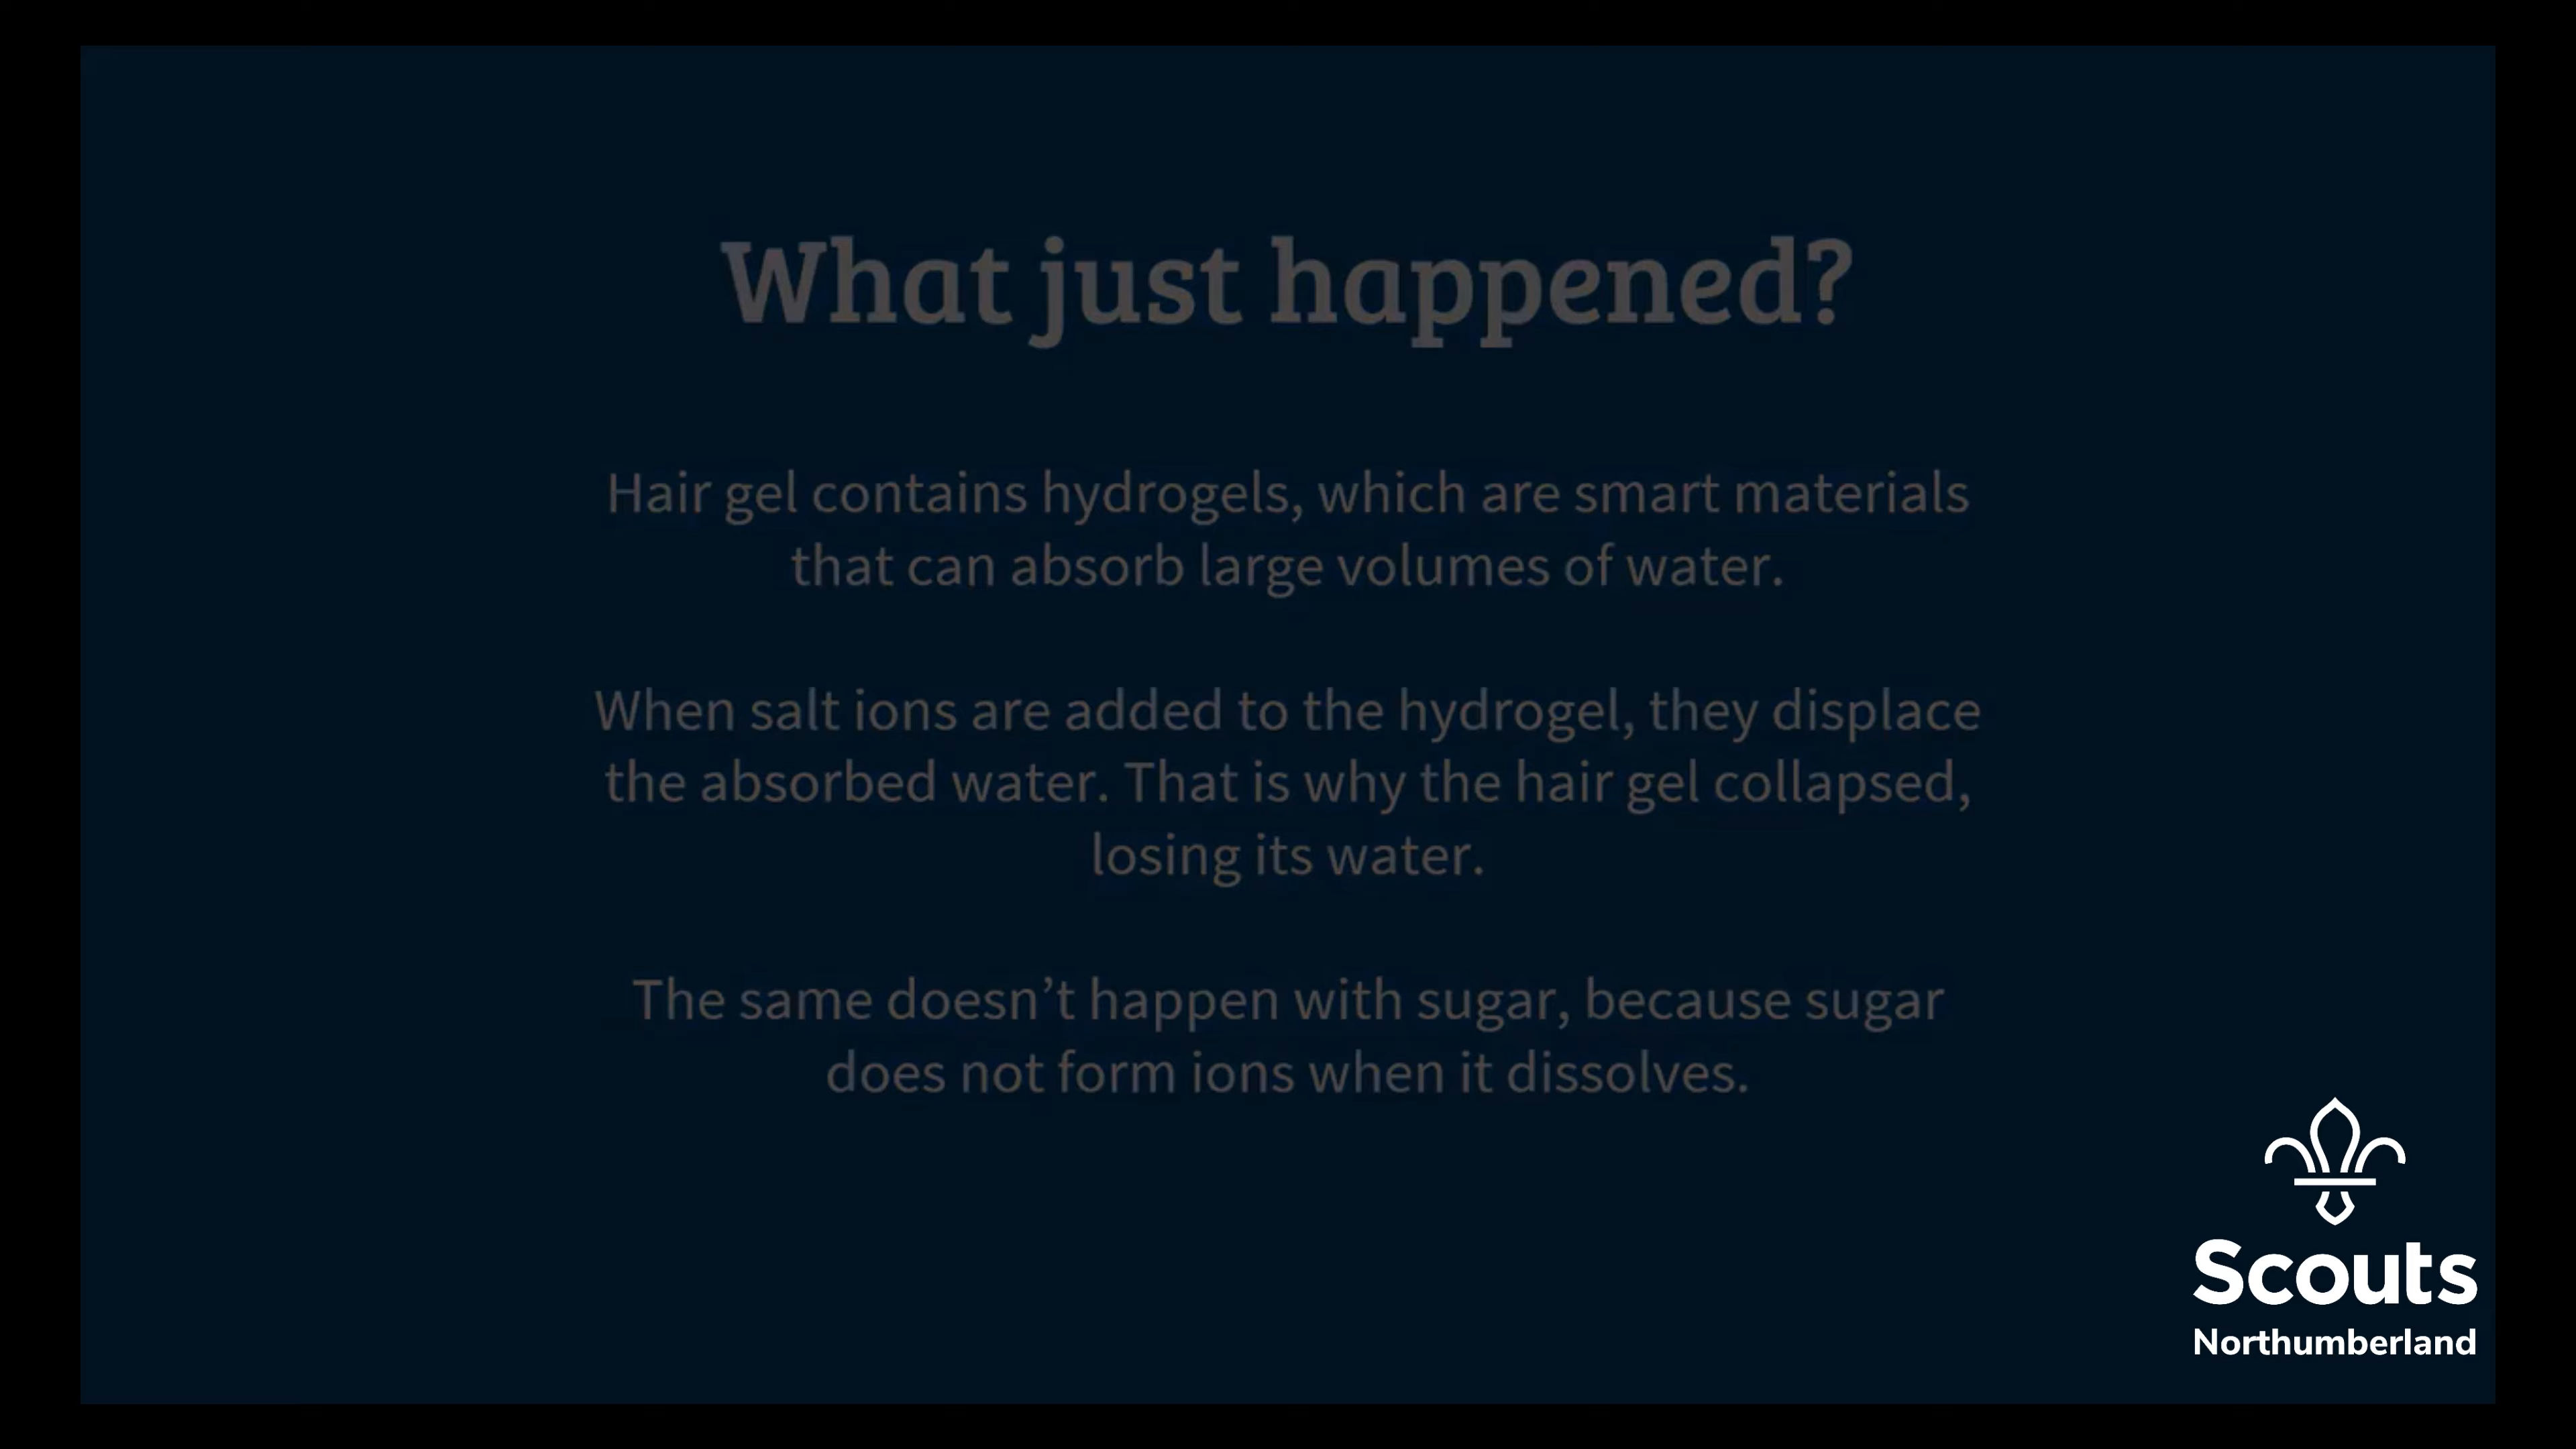 What just happened?
Hair gel contains hydrogels, which are smart materials
that can absorb large volumes of water.
When salt ions are added to the hydrogel, they displace
the absorbed water. That is why the hair gel collapsed,
losing its water.
The same doesn’t happen with sugar, because sugar
does not form ions when it dissolves.
Scouts
Northumberland